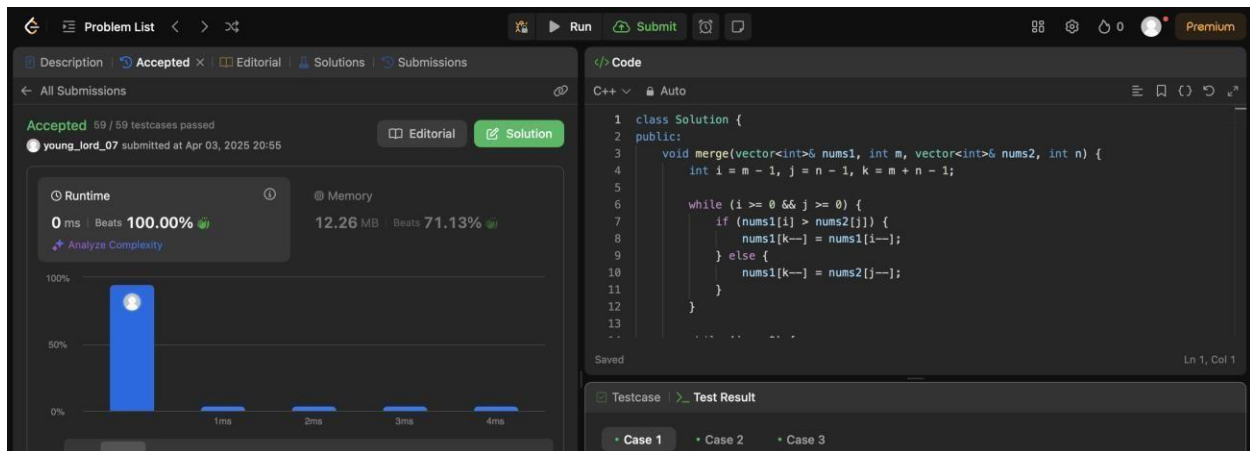 Problem List
Run
Submit
0
Premium
Description
Accepted
Editorial
Solutions
Submissions
All Submissions
Accepted 59 / 59 testcases passed
young_lord_07 submitted at Apr 03, 2025 20:55
Editorial
Solution
Runtime
0 ms Beats 100.00%
Analyze Complexity
Memory
12.26 MB Beats 71.13%
100%
50%
0%
1ms 2ms 3ms 4ms
</> Code
C++ Auto
1 class Solution {
2 public:
3 void merge(vector<int>& nums1, int m, vector<int>& nums2, int n) {
4 int i = m - 1, j = n - 1, k = m + n - 1;
5
6 while (i >= 0 && j >= 0) {
7 if (nums1[i] > nums2[j]) {
8 nums1[k--] = nums1[i--];
9 } else {
10 nums1[k--] = nums2[j--];
11 }
12 }
13
Saved
Ln 1, Col 1
Testcase
>_ Test Result
Case 1 Case 2 Case 3